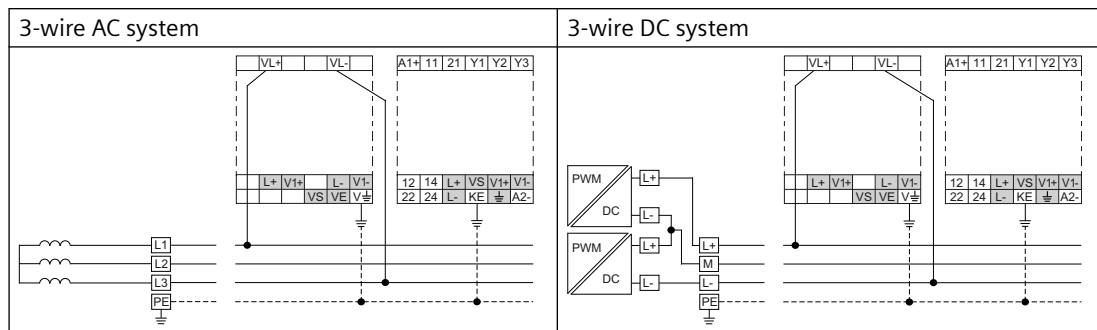 3-wire AC system
3-wire DC system
VL+ VL-
A1+ 11 21 Y1 Y2 Y3
L+ V1+ L- V1-
VS VE V⏚
12 14 L+ VS V1+ V1-
22 24 L- KE ⏚ A2-
L1
L2
L3
PE
VL+ VL-
A1+ 11 21 Y1 Y2 Y3
PWM
DC
L+
L-
PWM
DC
L+
L-
L+ V1+ L- V1-
VS VE V⏚
12 14 L+ VS V1+ V1-
22 24 L- KE ⏚ A2-
L+
M
L-
PE